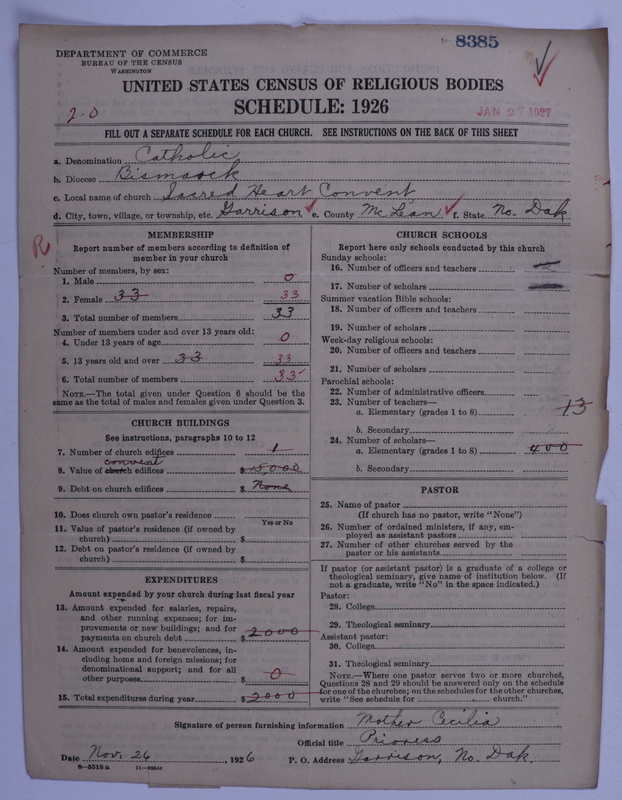 8385
DEPARTMENT OF COMMERCE
BUREAU OF THE CENSUS
WASHINGTON
UNITED STATES CENSUS OF RELIGIOUS BODIES
SCHEDULE: 1926
2-0
JAN 27 1927
FILL OUT A SEPARATE SCHEDULE FOR EACH CHURCH. SEE INSTRUCTIONS ON THE BACK OF THIS SHEET
a. Denomination Catholic
b. Diocese Bismarck
c. Local name of church Sacred Heart Convent
d. City, town, village, or township, etc. Garrison e. County McLean f. State No. Dak.
R
MEMBERSHIP
Report number of members according to definition of
member in your church
Number of members, by sex:
1. Male 0
2. Female 33 33
3. Total number of members 33
Number of members under and over 13 years old:
4. Under 13 years of age 0
5. 13 years old and over 33 33
6. Total number of members 33
NOTE.—The total given under Question 6 should be
same as the total of males and females given under Question 3.
CHURCH BUILDINGS
See instructions, paragraphs 10 to 12
7. Number of church edifices 1
convent
8. Value of church edifices $15,000
9. Debt on church edifices $ None
10. Does church own pastor's residence
Yes or No
11. Value of pastor's residence (if owned by
church) $
12. Debt on pastor's residence (if owned by
church) $
EXPENDITURES
Amount expended by your church during last fiscal year
13. Amount expended for salaries, repairs,
and other running expenses; for im-
provements or new buildings; and for
payments on church debt $2000
14. Amount expended for benevolences, in-
cluding home and foreign missions; for
denominational support; and for all
other purposes $ 0
15. Total expenditures during year $2000
CHURCH SCHOOLS
Report here only schools conducted by this church
Sunday schools:
16. Number of officers and teachers
17. Number of scholars
Summer vacation Bible schools:
18. Number of officers and teachers
19. Number of scholars
Week-day religious schools:
20. Number of officers and teachers
21. Number of scholars
Parochial schools:
22. Number of administrative officers
23. Number of teachers—
a. Elementary (grades 1 to 8) 13
b. Secondary
24. Number of scholars—
a. Elementary (grades 1 to 8) 400
b. Secondary
PASTOR
25. Name of pastor
(If church has no pastor, write "None")
26. Number of ordained ministers, if any, em-
ployed as assistant pastors
27. Number of other churches served by the
pastor or his assistants
If pastor (or assistant pastor) is a graduate of a college or
theological seminary, give name of institution below. (If
not a graduate, write "No" in the space indicated.)
Pastor:
28. College
29. Theological seminary
Assistant pastor:
30. College
31. Theological seminary
NOTE.—Where one pastor serves two or more churches,
Questions 28 and 29 should be answered only on the schedule
for one of the churches; on the schedules for the other churches,
write "See schedule for church."
Signature of person furnishing information Mother Cecilia
Official title Prioress
Date Nov. 26, 1926 P. O. Address Garrison, No. Dak.
8—5513a 11—9264c